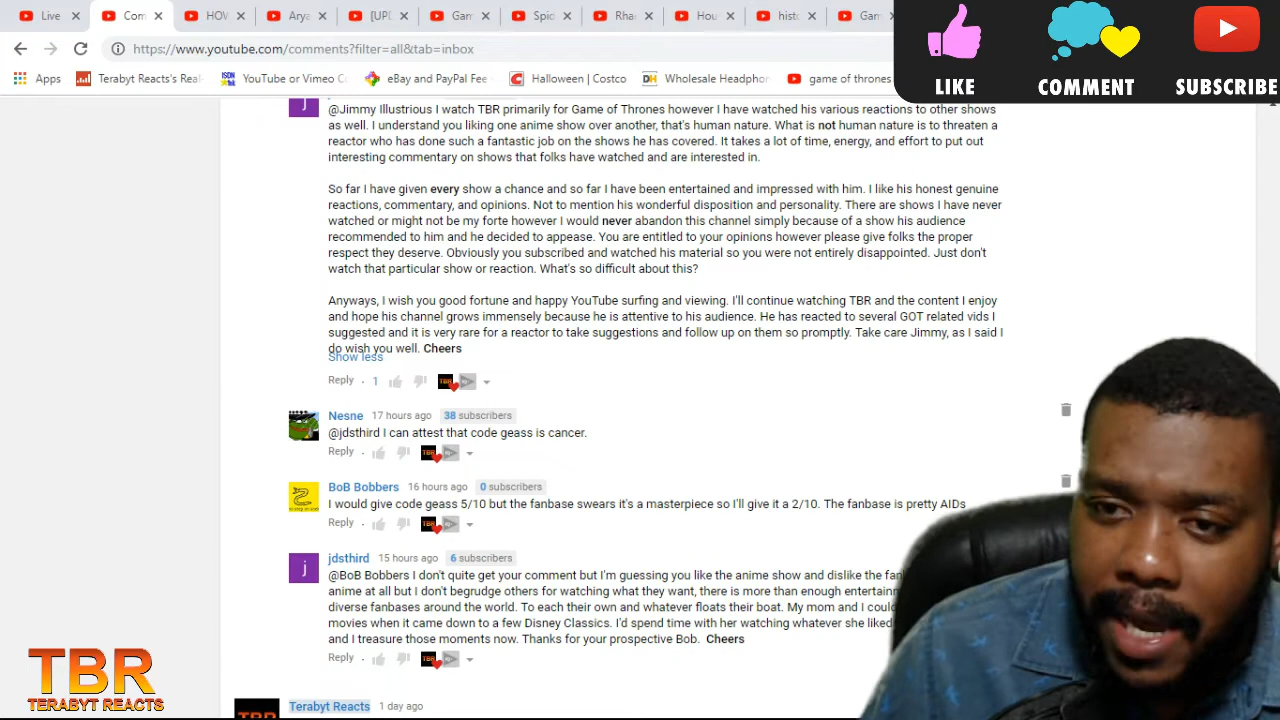 Live
Com
HOV
Arya
[UPD
Gam
Spid
Rha
Hou
histo
Gam
https://www.youtube.com/comments?filter=all&tab=inbox
Apps
Terabyt Reacts's Real-
YouTube or Vimeo C
eBay and PayPal Fee -
Halloween | Costco
Wholesale Headphor
game of thrones
LIKE
COMMENT
SUBSCRIBE
@Jimmy Illustrious I watch TBR primarily for Game of Thrones however I have watched his various reactions to other shows
as well. I understand you liking one anime show over another, that's human nature. What is not human nature is to threaten a
reactor who has done such a fantastic job on the shows he has covered. It takes a lot of time, energy, and effort to put out
interesting commentary on shows that folks have watched and are interested in.
So far I have given every show a chance and so far I have been entertained and impressed with him. I like his honest genuine
reactions, commentary, and opinions. Not to mention his wonderful disposition and personality. There are shows I have never
watched or might not be my forte however I would never abandon this channel simply because of a show his audience
recommended to him and he decided to appease. You are entitled to your opinions however please give folks the proper
respect they deserve. Obviously you subscribed and watched his material so you were not entirely disappointed. Just don't
watch that particular show or reaction. What's so difficult about this?
Anyways, I wish you good fortune and happy YouTube surfing and viewing. I'll continue watching TBR and the content I enjoy
and hope his channel grows immensely because he is attentive to his audience. He has reacted to several GOT related vids I
suggested and it is very rare for a reactor to take suggestions and follow up on them so promptly. Take care Jimmy, as I said I
do wish you well. Cheers
Show less
Reply · 1
Nesne 17 hours ago 38 subscribers
@jdsthird I can attest that code geass is cancer.
Reply ·
BoB Bobbers 16 hours ago 0 subscribers
I would give code geass 5/10 but the fanbase swears it's a masterpiece so I'll give it a 2/10. The fanbase is pretty AIDs
Reply ·
j
jdsthird 15 hours ago 6 subscribers
@BoB Bobbers I don't quite get your comment but I'm guessing you like the anime show and dislike the fan
anime at all but I don't begrudge others for watching what they want, there is more than enough entertainm
diverse fanbases around the world. To each their own and whatever floats their boat. My mom and I could
movies when it came down to a few Disney Classics. I'd spend time with her watching whatever she liked
and I treasure those moments now. Thanks for your prospective Bob. Cheers
Reply ·
Terabyt Reacts 1 day ago
TBR
TERABYT REACTS